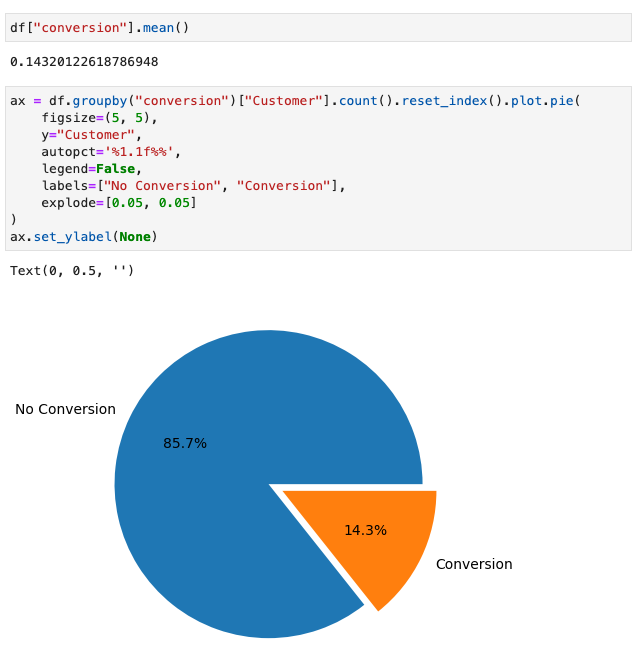 df["conversion"].mean()
0.14320122618786948
ax = df.groupby("conversion")["Customer"].count().reset_index().plot.pie(
    figsize=(5, 5),
    y="Customer",
    autopct='%1.1f%%',
    legend=False,
    labels=["No Conversion", "Conversion"],
    explode=[0.05, 0.05]
)
ax.set_ylabel(None)
Text(0, 0.5, '')
No Conversion
85.7%
14.3%
Conversion